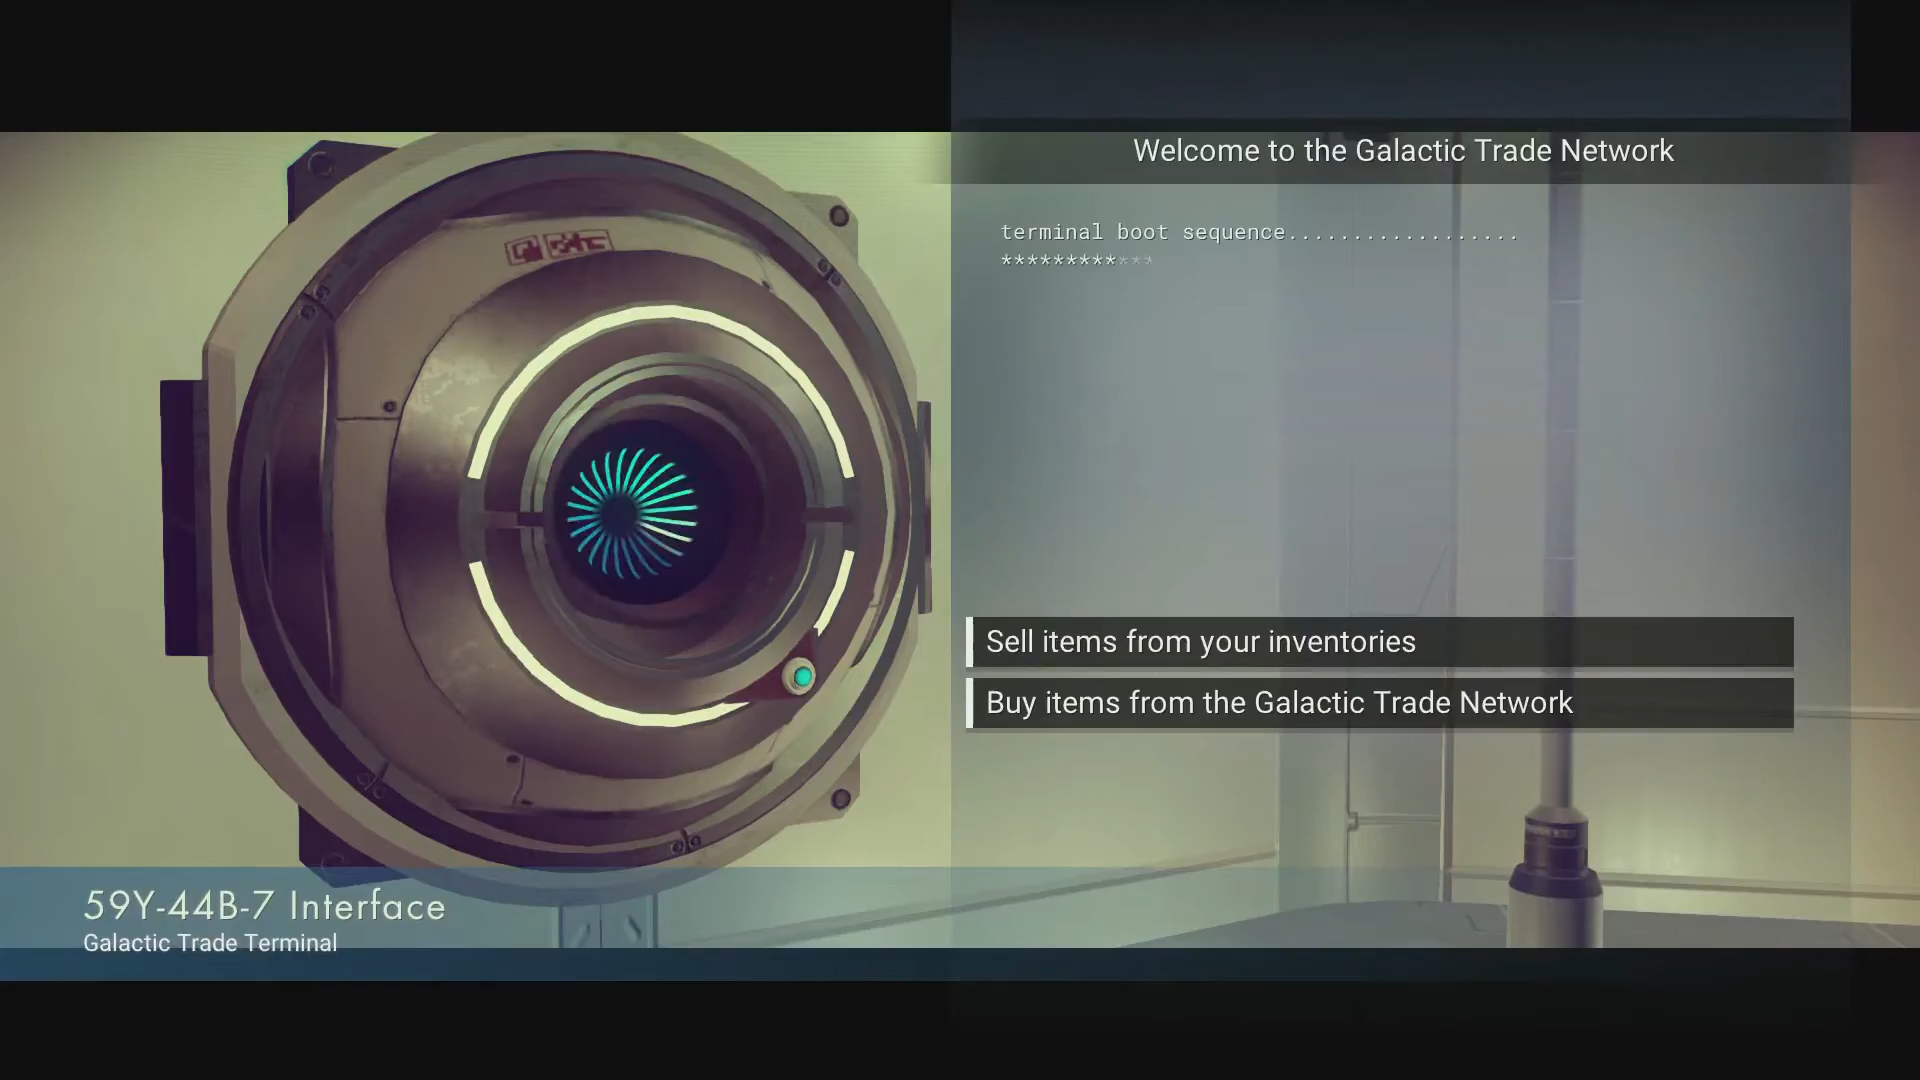 Welcome to the Galactic Trade Network
terminal boot sequence..................
************
Sell items from your inventories
Buy items from the Galactic Trade Network
59Y-44B-7 Interface
Galactic Trade Terminal